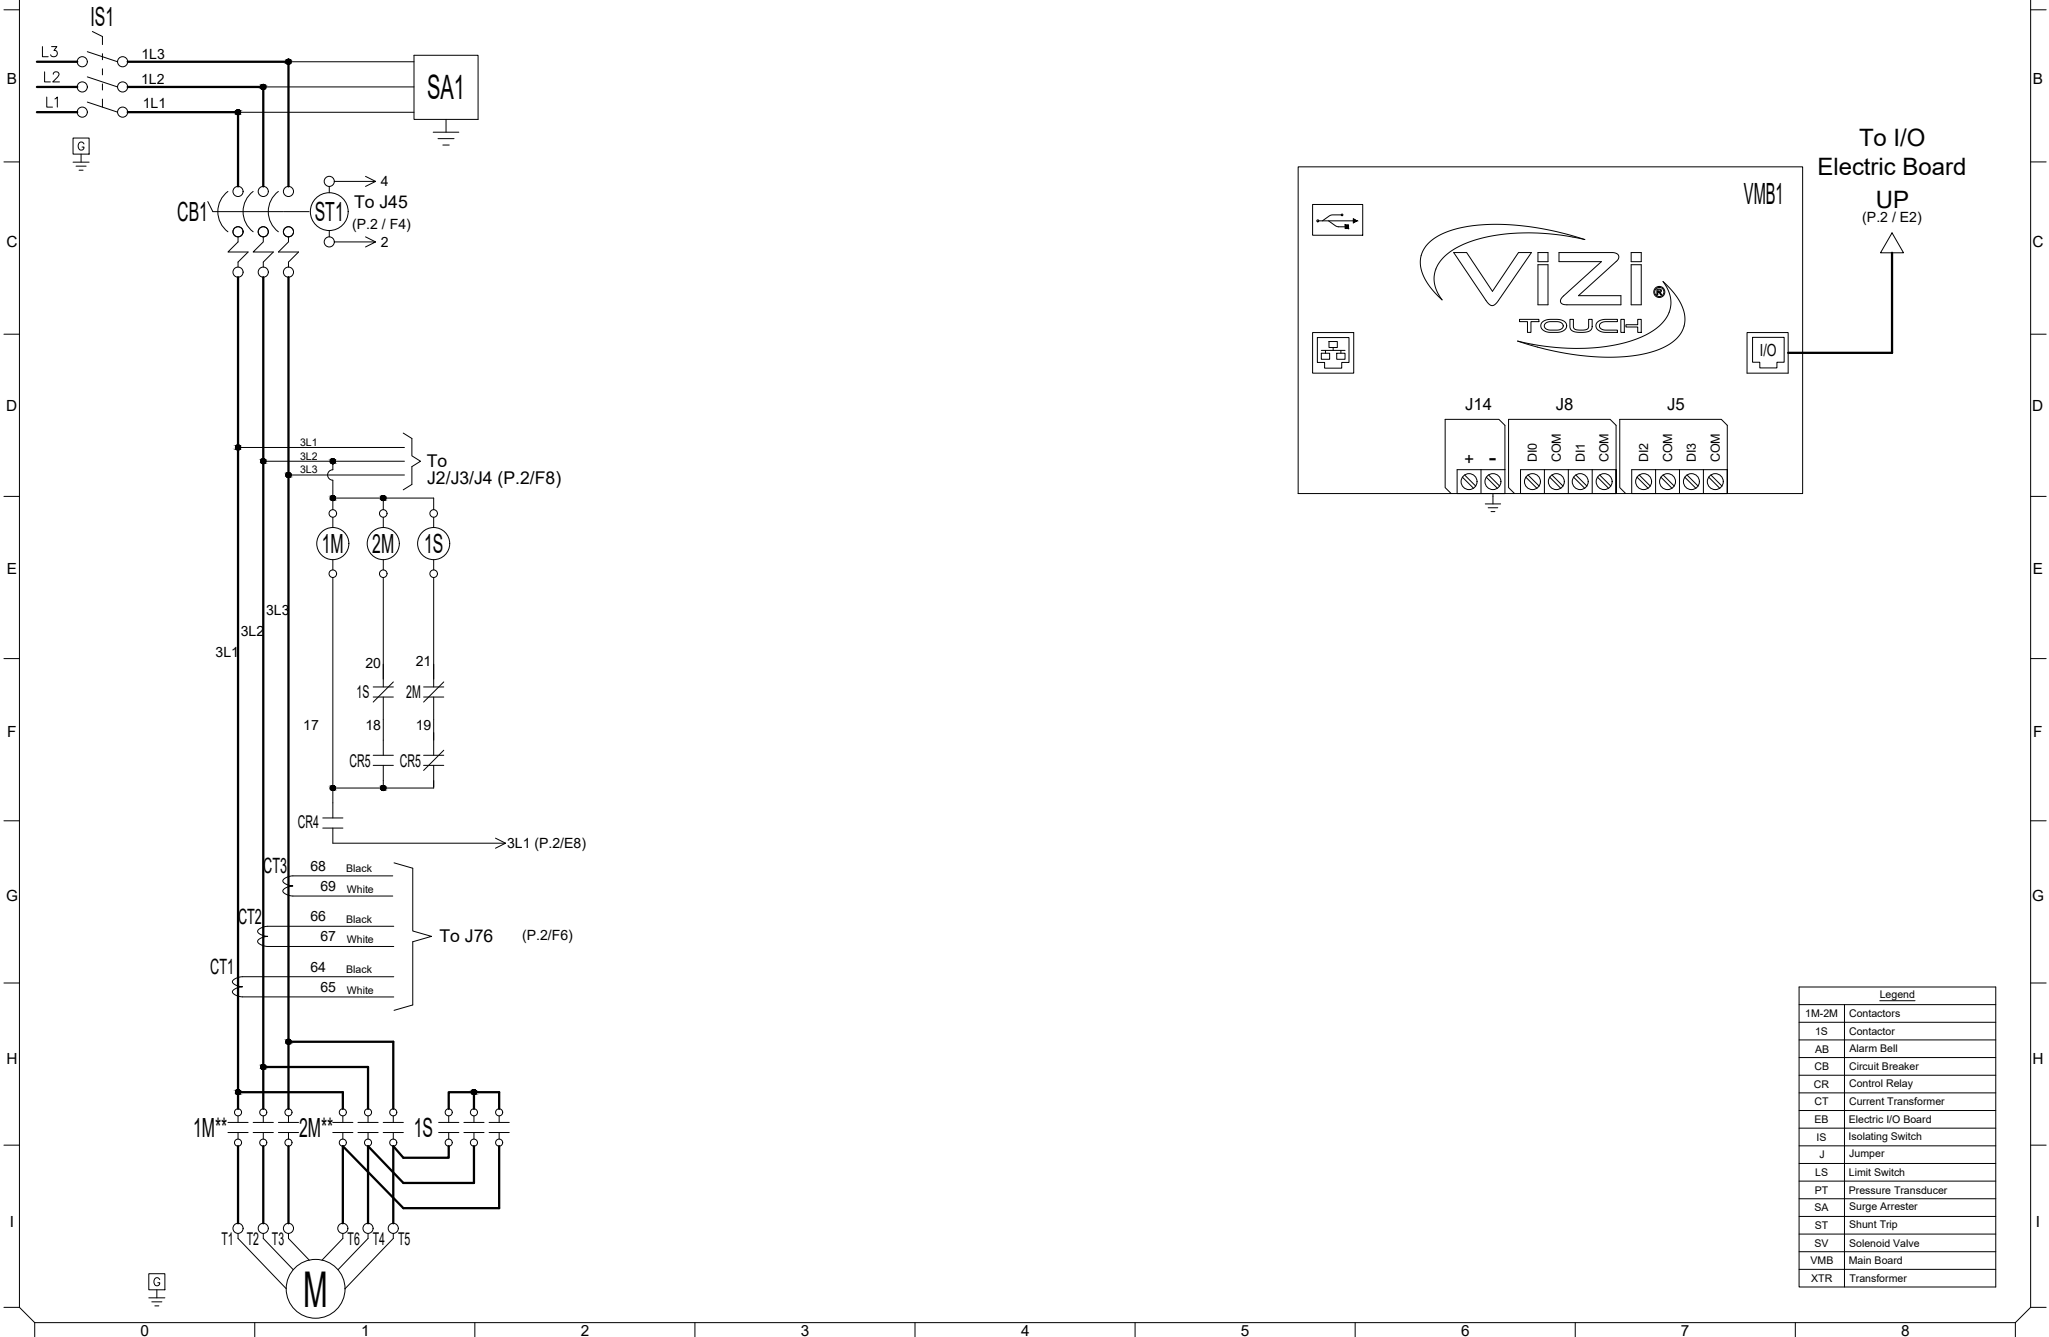 IS1
L3 1L3
L2 1L2
L1 1L1
SA1
G
B
B
CB1
ST1
4
To J45
(P.2 / F4)
2
C
C
To I/O
Electric Board
UP
(P.2 / E2)
VMB1
ViZi®
TOUCH
I/O
J14 J8 J5
+ - DI0 COM DI1 COM DI2 COM DI3 COM
D
D
3L1
3L2
3L3
To
J2/J3/J4 (P.2/F8)
1M 2M 1S
E
E
3L3
3L2
3L1
20 21
1S 2M
17 18 19
CR5 CR5
F
F
CR4
3L1 (P.2/E8)
CT3 68 Black
69 White
CT2 66 Black
67 White
To J76 (P.2/F6)
CT1 64 Black
65 White
G
G
H
H
1M** 2M** 1S
T1 T2 T3 T6 T4 T5
M
G
I
I
Legend
1M-2M Contactors
1S Contactor
AB Alarm Bell
CB Circuit Breaker
CR Control Relay
CT Current Transformer
EB Electric I/O Board
IS Isolating Switch
J Jumper
LS Limit Switch
PT Pressure Transducer
SA Surge Arrester
ST Shunt Trip
SV Solenoid Valve
VMB Main Board
XTR Transformer
0 1 2 3 4 5 6 7 8